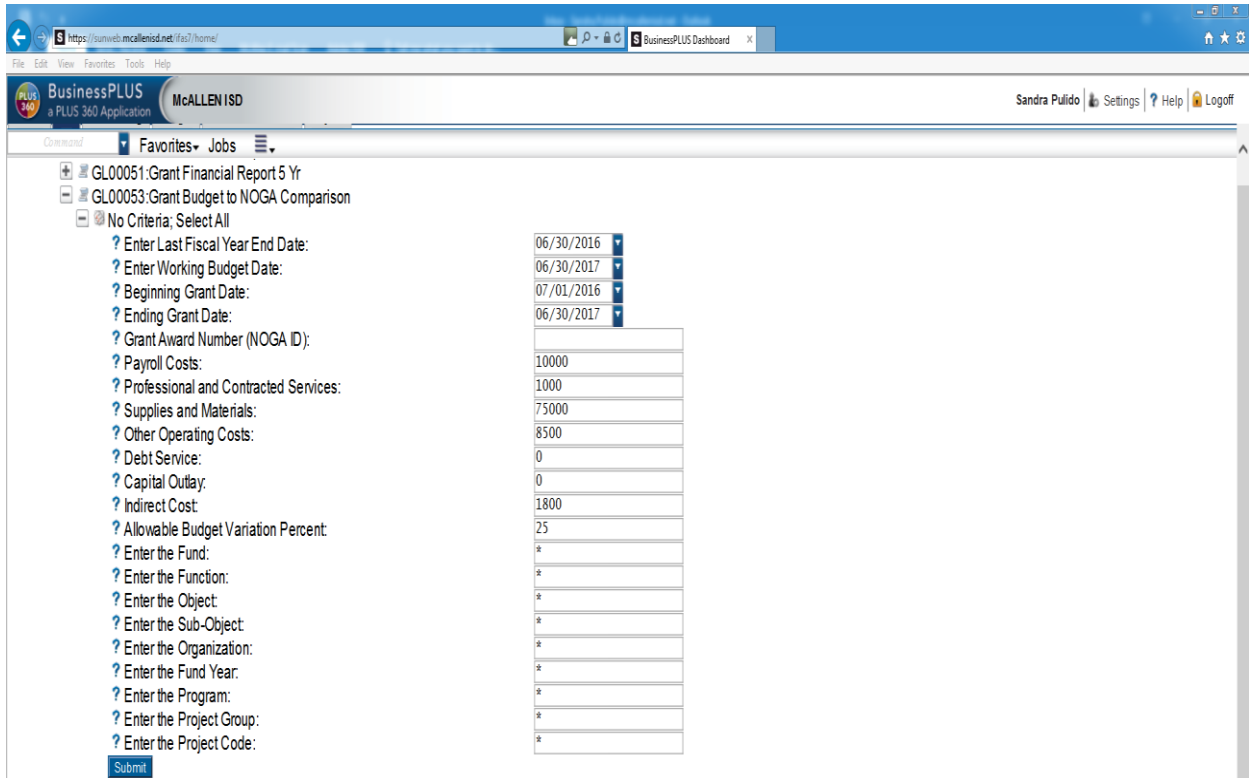 https://sunweb.mcallenisd.net/ifas7/home/
BusinessPLUS Dashboard X
File Edit View Favorites Tools Help
PLUS 360
BusinessPLUS
a PLUS 360 Application
McALLEN ISD
Sandra Pulido Settings ? Help Logoff
Command Favorites Jobs
GL00051:Grant Financial Report 5 Yr
GL00053:Grant Budget to NOGA Comparison
No Criteria; Select All
? Enter Last Fiscal Year End Date: 06/30/2016
? Enter Working Budget Date: 06/30/2017
? Beginning Grant Date: 07/01/2016
? Ending Grant Date: 06/30/2017
? Grant Award Number (NOGA ID):
? Payroll Costs: 10000
? Professional and Contracted Services: 1000
? Supplies and Materials: 75000
? Other Operating Costs: 8500
? Debt Service: 0
? Capital Outlay: 0
? Indirect Cost: 1800
? Allowable Budget Variation Percent: 25
? Enter the Fund: *
? Enter the Function: *
? Enter the Object: *
? Enter the Sub-Object: *
? Enter the Organization: *
? Enter the Fund Year: *
? Enter the Program: *
? Enter the Project Group: *
? Enter the Project Code: *
Submit